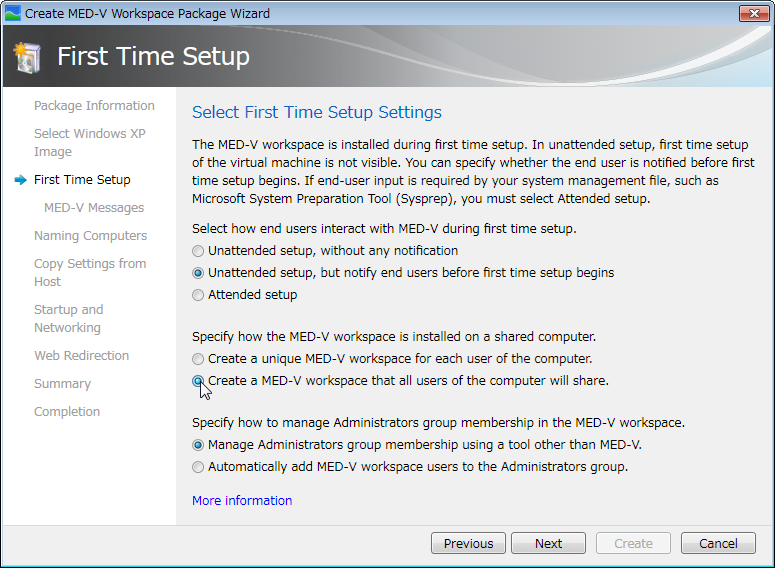 Create MED-V Workspace Package Wizard
First Time Setup
Package Information
Select Windows XP
Image
First Time Setup
MED-V Messages
Naming Computers
Copy Settings from
Host
Startup and
Networking
Web Redirection
Summary
Completion
Select First Time Setup Settings
The MED-V workspace is installed during first time setup. In unattended setup, first time setup
of the virtual machine is not visible. You can specify whether the end user is notified before first
time setup begins. If end-user input is required by your system management file, such as
Microsoft System Preparation Tool (Sysprep), you must select Attended setup.
Select how end users interact with MED-V during first time setup.
Unattended setup, without any notification
Unattended setup, but notify end users before first time setup begins
Attended setup
Specify how the MED-V workspace is installed on a shared computer.
Create a unique MED-V workspace for each user of the computer.
Create a MED-V workspace that all users of the computer will share.
Specify how to manage Administrators group membership in the MED-V workspace.
Manage Administrators group membership using a tool other than MED-V.
Automatically add MED-V workspace users to the Administrators group.
More information
Previous
Next
Create
Cancel